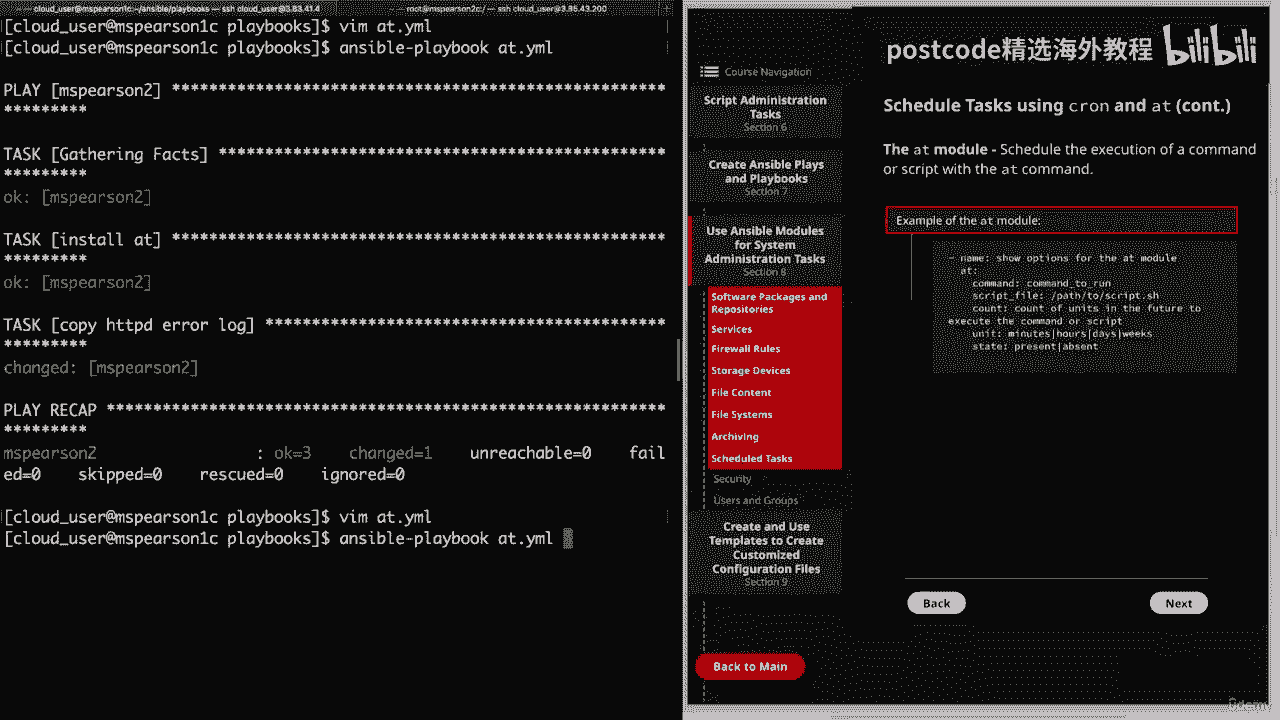 cloud_user@mspearson1c:~/ansible/playbooks — ssh cloud_user@3.83.41.4
root@mspearson2c:/ — ssh cloud_user@3.95.43.200
[cloud_user@mspearson1c playbooks]$ vim at.yml
[cloud_user@mspearson1c playbooks]$ ansible-playbook at.yml
PLAY [mspearson2] *********************************************
*********
TASK [Gathering Facts] *****************************************
*********
ok: [mspearson2]
TASK [install at] **********************************************
*********
ok: [mspearson2]
TASK [copy httpd error log] *************************************
*********
changed: [mspearson2]
PLAY RECAP ****************************************************
*********
mspearson2 : ok=3 changed=1 unreachable=0 fail
ed=0 skipped=0 rescued=0 ignored=0
[cloud_user@mspearson1c playbooks]$ vim at.yml
[cloud_user@mspearson1c playbooks]$ ansible-playbook at.yml
Course Navigation
Script Administration
Tasks
Section 6
Create Ansible Plays
and Playbooks
Section 7
Use Ansible Modules
for System
Administration Tasks
Section 8
Software Packages and
Repositories
Services
Firewall Rules
Storage Devices
File Content
File Systems
Archiving
Scheduled Tasks
Security
Users and Groups
Create and Use
Templates to Create
Customized
Configuration Files
Section 9
Back to Main
postcode精选海外教程 bilibili
Schedule Tasks using cron and at (cont.)
The at module - Schedule the execution of a command
or script with the at command.
Example of the at module:
- name: show options for the at module
at:
command: command_to_run
script_file: /path/to/script.sh
count: count of units in the future to
execute the command or script
unit: minutes|hours|days|weeks
state: present|absent
Back
Next
Udemy